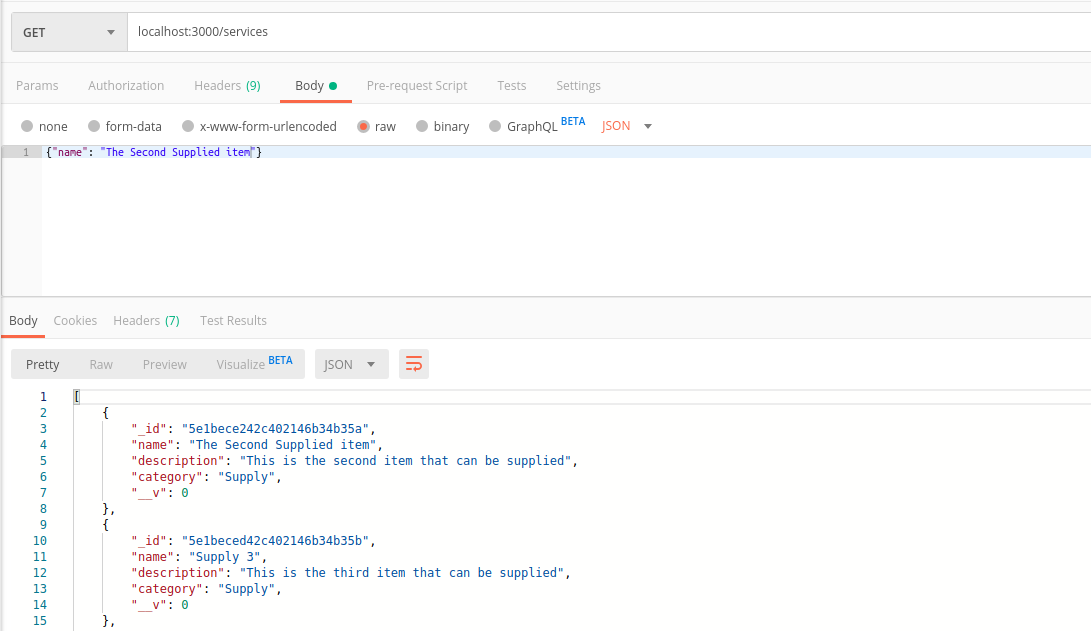 GET localhost:3000/services
Params Authorization Headers (9) Body Pre-request Script Tests Settings
none form-data x-www-form-urlencoded raw binary GraphQL BETA JSON
1 {"name": "The Second Supplied item"}
Body Cookies Headers (7) Test Results
Pretty Raw Preview Visualize BETA JSON
1 [
2 {
3 "_id": "5e1bece242c402146b34b35a",
4 "name": "The Second Supplied item",
5 "description": "This is the second item that can be supplied",
6 "category": "Supply",
7 "__v": 0
8 },
9 {
10 "_id": "5e1beced42c402146b34b35b",
11 "name": "Supply 3",
12 "description": "This is the third item that can be supplied",
13 "category": "Supply",
14 "__v": 0
15 },